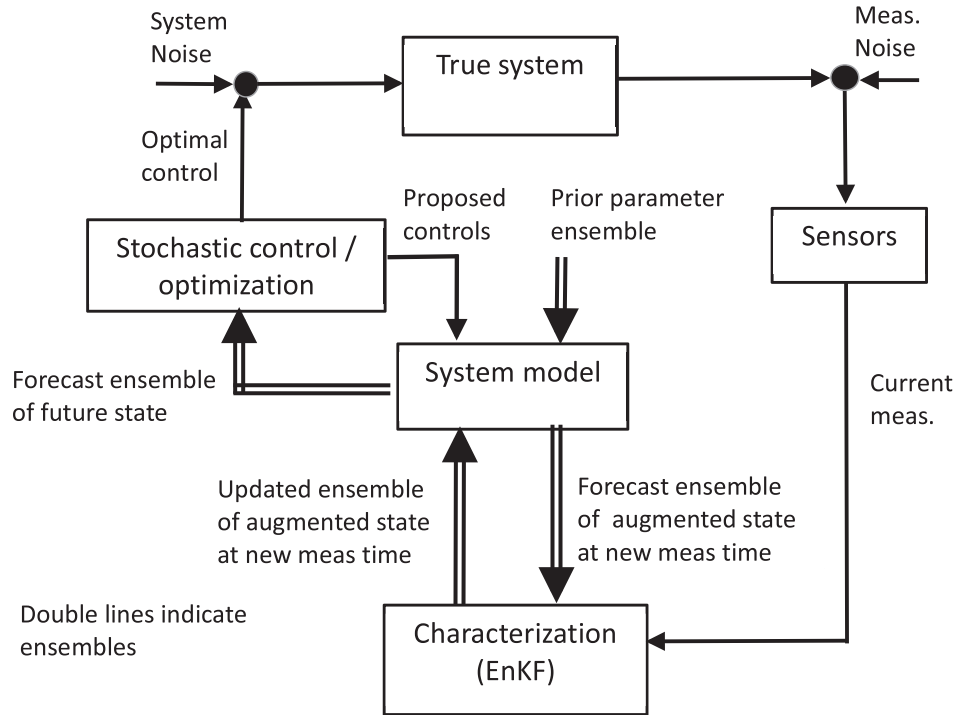 System
Noise
Meas.
Noise
True system
Optimal
control
Proposed
controls
Prior parameter
ensemble
Sensors
Stochastic control /
optimization
System model
Forecast ensemble
of future state
Current
meas.
Updated ensemble
of augmented state
at new meas time
Forecast ensemble
of augmented state
at new meas time
Double lines indicate
ensembles
Characterization
(EnKF)